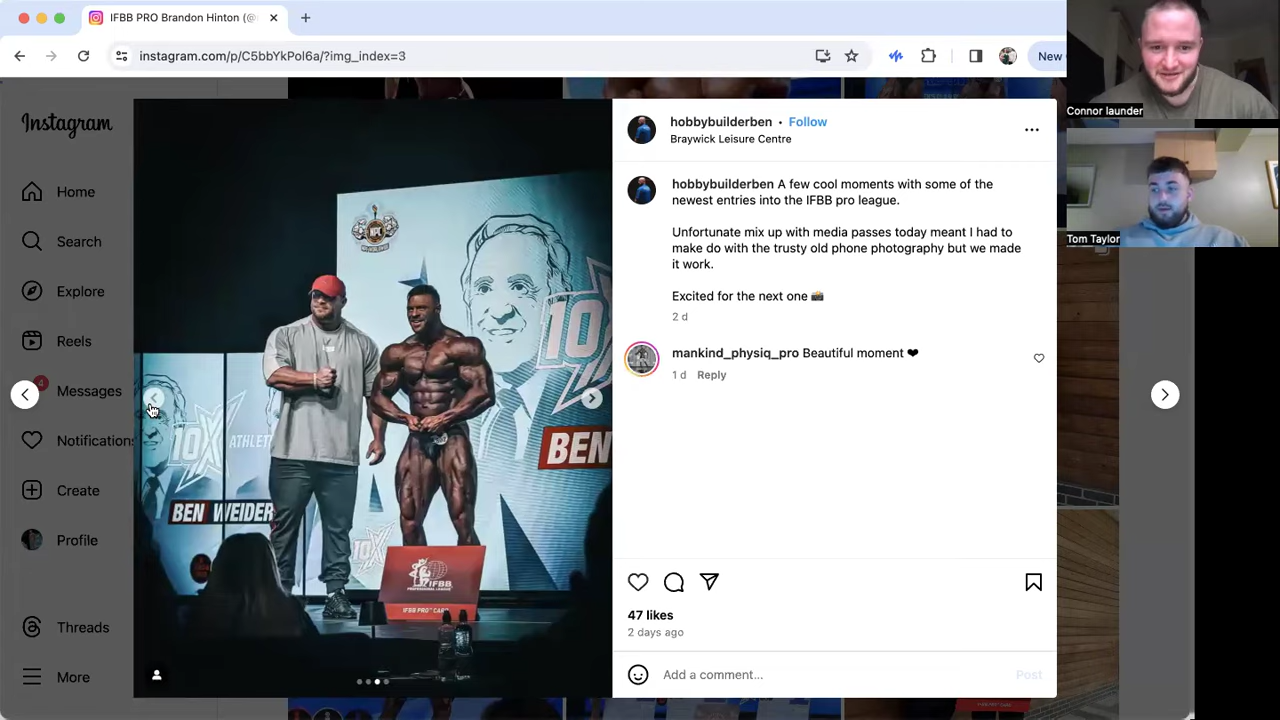 IFBB PRO Brandon Hinton (@
instagram.com/p/C5bbYkPol6a/?img_index=3
New
Instagram
Home
Search
Explore
Reels
4
Messages
Notifications
Create
Profile
Threads
More
NPC
10X
BEN
10X ATHLET
BEN WEIDER
10X
IFBB
PROFESSIONAL LEAGUE
IFBB PRO CARD
hobbybuilderben • Follow
Braywick Leisure Centre
hobbybuilderben A few cool moments with some of the
newest entries into the IFBB pro league.
Unfortunate mix up with media passes today meant I had to
make do with the trusty old phone photography but we made
it work.
Excited for the next one 📸
2 d
mankind_physiq_pro Beautiful moment ❤
1 d Reply
47 likes
2 days ago
Add a comment...
Post
Connor launder
Tom Taylor